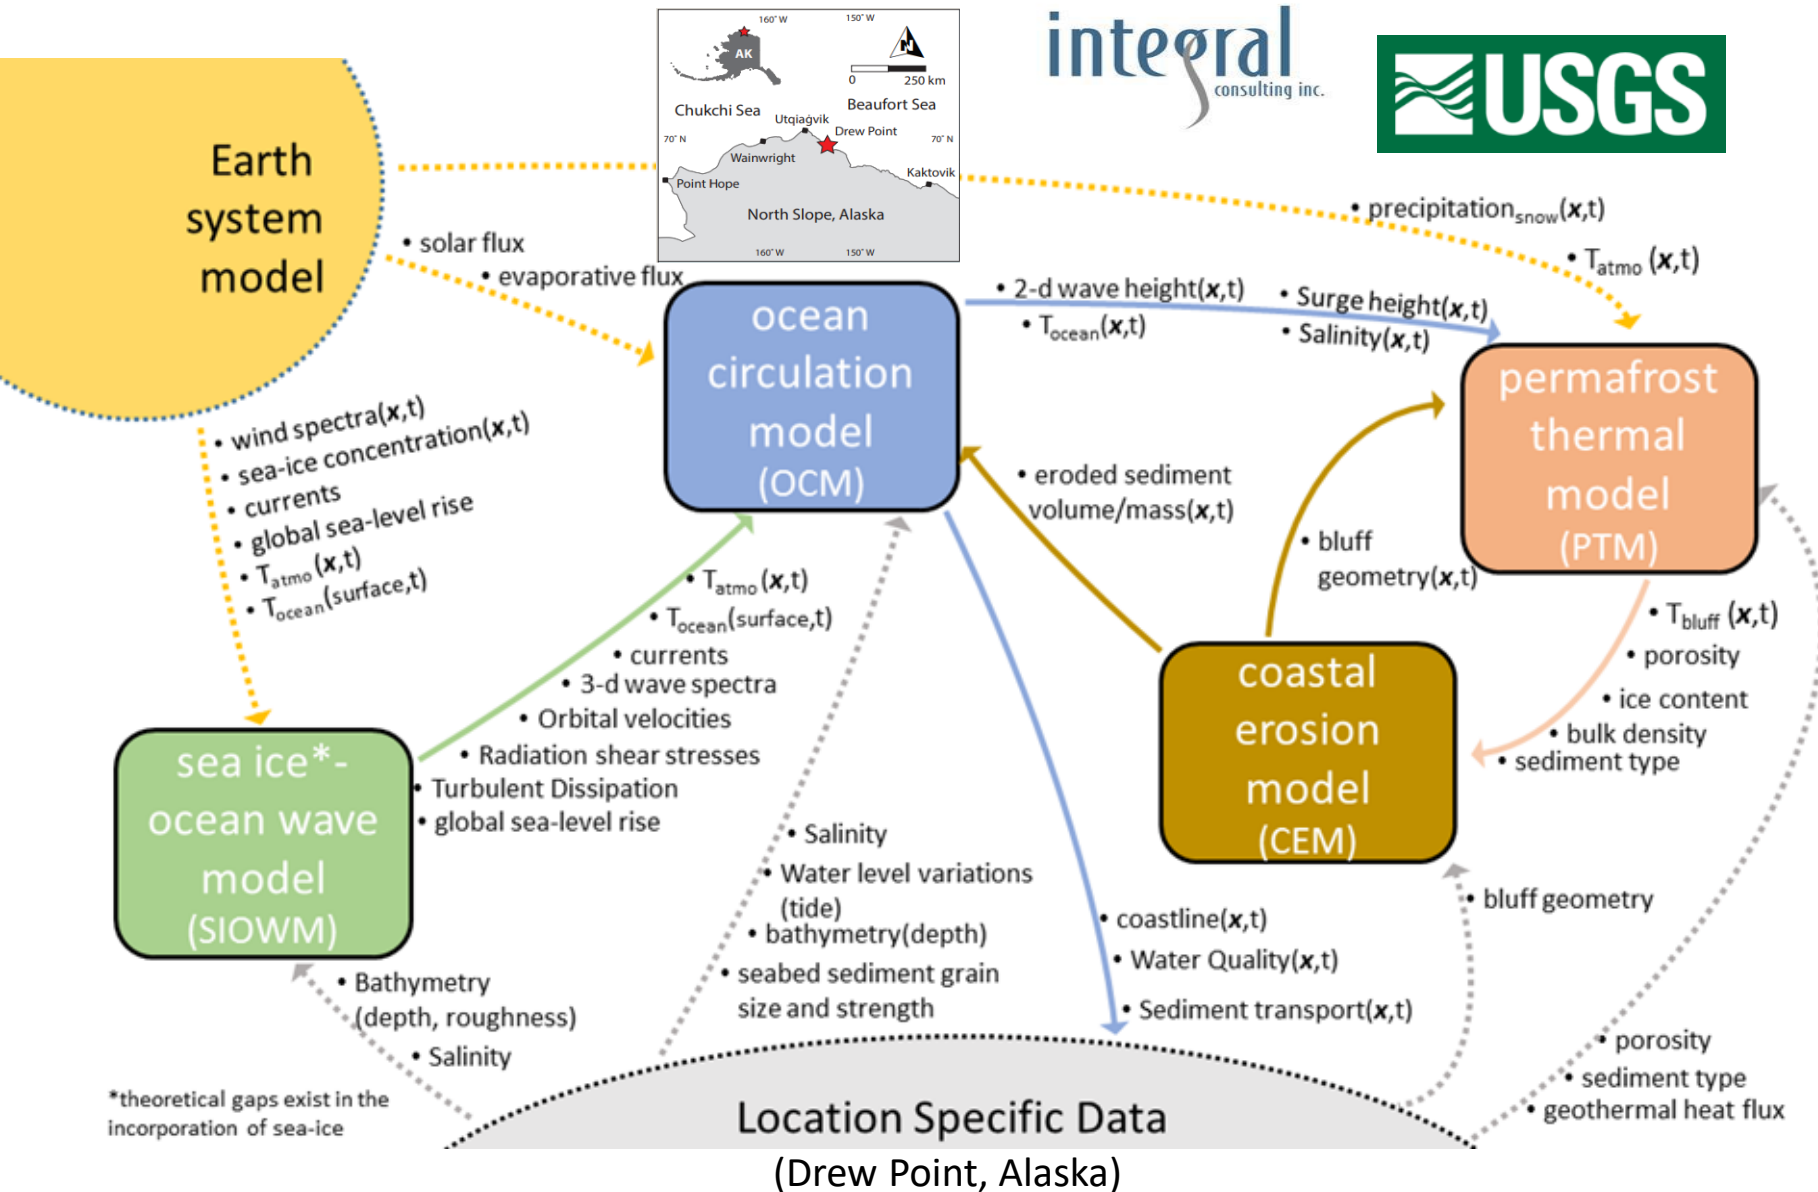 160° W
150° W
AK
N
0
250 km
Chukchi Sea
Beaufort Sea
Utqiaġvik
70° N
Drew Point
70° N
Wainwright
Kaktovik
Point Hope
North Slope, Alaska
160° W
150° W
integral
consulting inc.
USGS
Earth
system
model
• solar flux
• evaporative flux
• precipitationsnow(x,t)
• Tatmo (x,t)
ocean
circulation
model
(OCM)
• 2-d wave height(x,t)
• Tocean(x,t)
• Surge height(x,t)
• Salinity(x,t)
permafrost
thermal
model
(PTM)
• wind spectra(x,t)
• sea-ice concentration(x,t)
• currents
• global sea-level rise
• Tatmo (x,t)
• Tocean(surface,t)
• eroded sediment
volume/mass(x,t)
• bluff
geometry(x,t)
• Tatmo (x,t)
• Tocean(surface,t)
• currents
• 3-d wave spectra
• Orbital velocities
• Radiation shear stresses
• Turbulent Dissipation
• global sea-level rise
• Tbluff (x,t)
• porosity
• ice content
• bulk density
• sediment type
coastal
erosion
model
(CEM)
sea ice*-
ocean wave
model
(SIOWM)
• Salinity
• Water level variations
(tide)
• bathymetry(depth)
• seabed sediment grain
size and strength
• coastline(x,t)
• Water Quality(x,t)
• Sediment transport(x,t)
• bluff geometry
• Bathymetry
(depth, roughness)
• Salinity
• porosity
• sediment type
• geothermal heat flux
*theoretical gaps exist in the
incorporation of sea-ice
Location Specific Data
(Drew Point, Alaska)